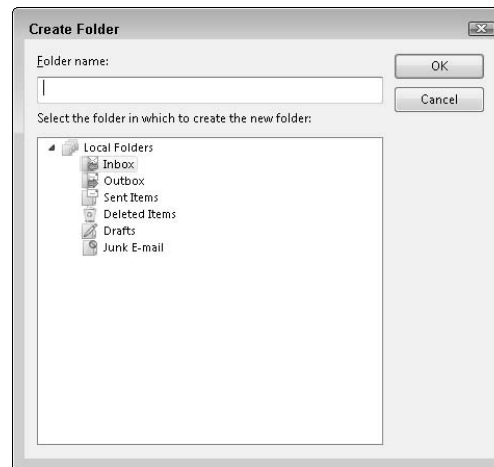 Create Folder
Folder name:
OK
Cancel
Select the folder in which to create the new folder:
Local Folders
Inbox
Outbox
Sent Items
Deleted Items
Drafts
Junk E-mail